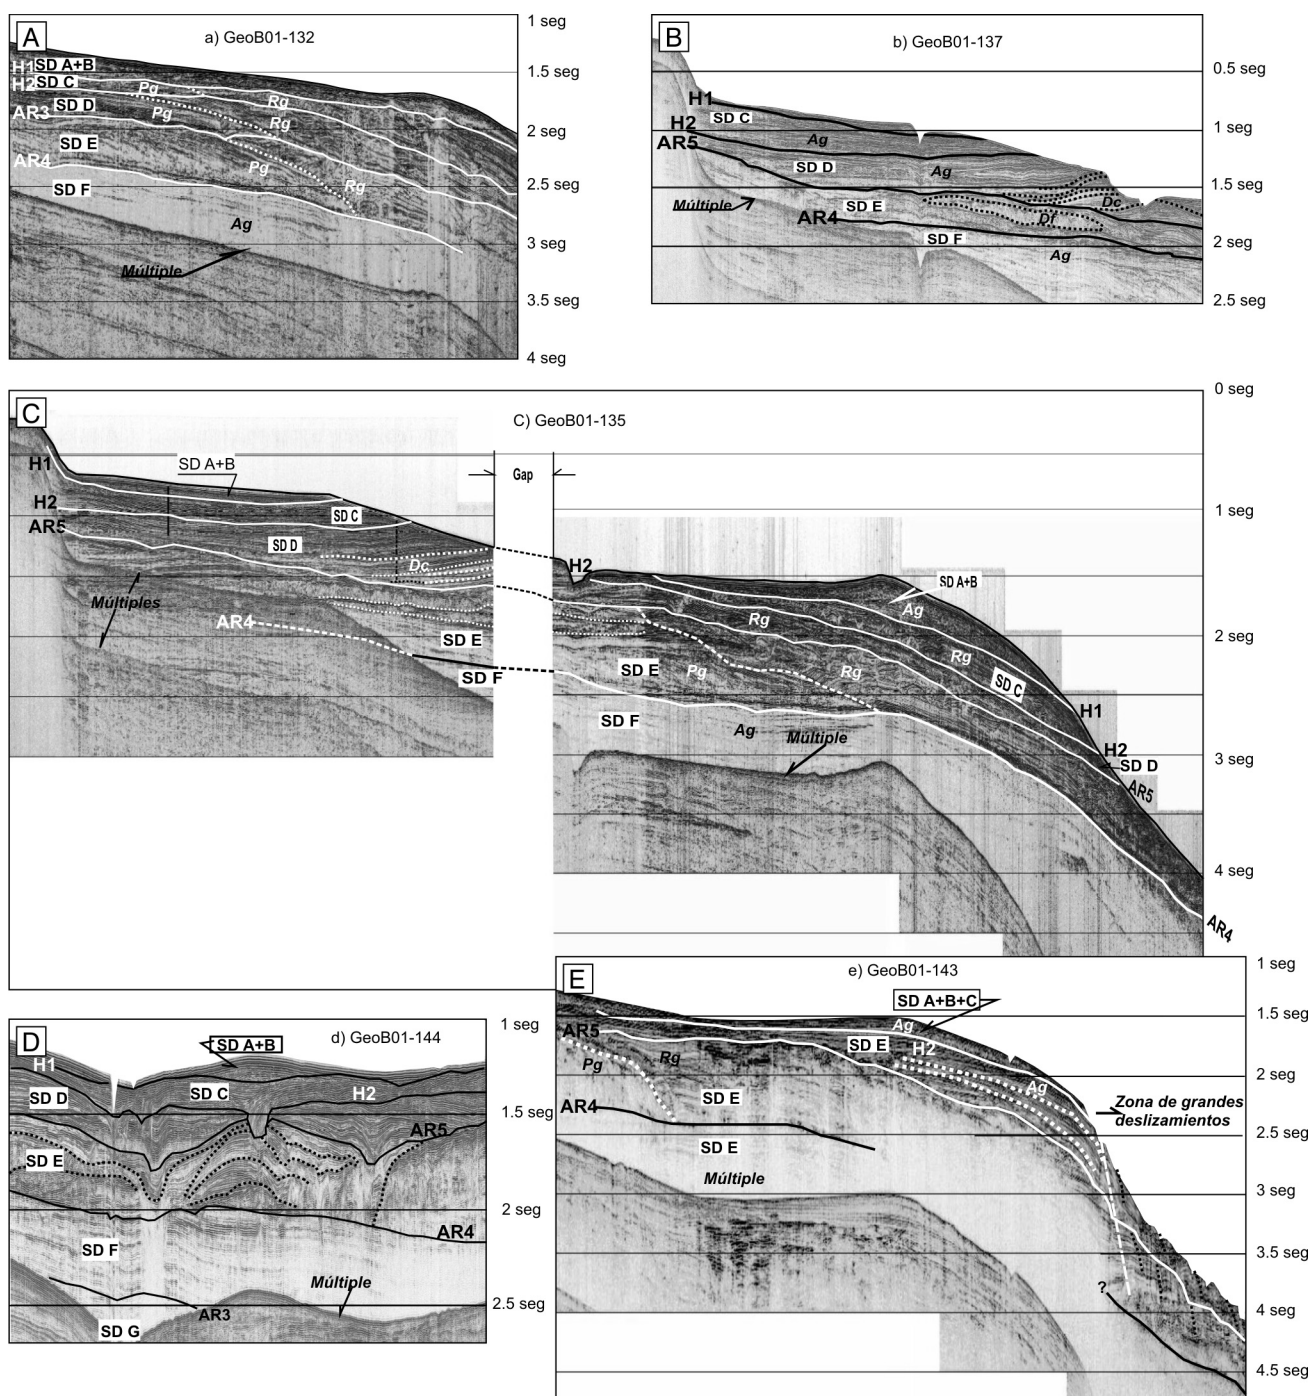 A
a) GeoB01-132
1 seg
H1 SD A+B
1.5 seg
H2 SD C
Pg
Rg
SD D
AR3
Pg
Rg
2 seg
SD E
AR4
Pg
Rg
SD F
2.5 seg
Ag
3 seg
Múltiple
3.5 seg
4 seg
B
b) GeoB01-137
0.5 seg
H1
SD C
H2
Ag
1 seg
AR5
SD D
Ag
1.5 seg
Múltiple
SD E
Dc
AR4
Df
SD F
2 seg
Ag
2.5 seg
C
C) GeoB01-135
0 seg
H1
SD A+B
Gap
H2
SD C
1 seg
AR5
SD D
Dc
H2
SD A+B
Múltiples
Ag
AR4
Rg
2 seg
SD E
Rg
SD E
Pg
Rg
SD F
SD C
SD F
Ag
Múltiple
H1
H2
3 seg
SD D
AR5
4 seg
AR4
D
d) GeoB01-144
1 seg
SD A+B
H1
SD D
SD C
H2
1.5 seg
AR5
SD E
2 seg
AR4
SD F
Múltiple
2.5 seg
AR3
SD G
E
e) GeoB01-143
1 seg
SD A+B+C
1.5 seg
AR5
Ag
SD E
H2
Pg
Rg
2 seg
Ag
SD E
AR4
Zona de grandes
deslizamientos
SD E
2.5 seg
Múltiple
3 seg
3.5 seg
?
4 seg
4.5 seg